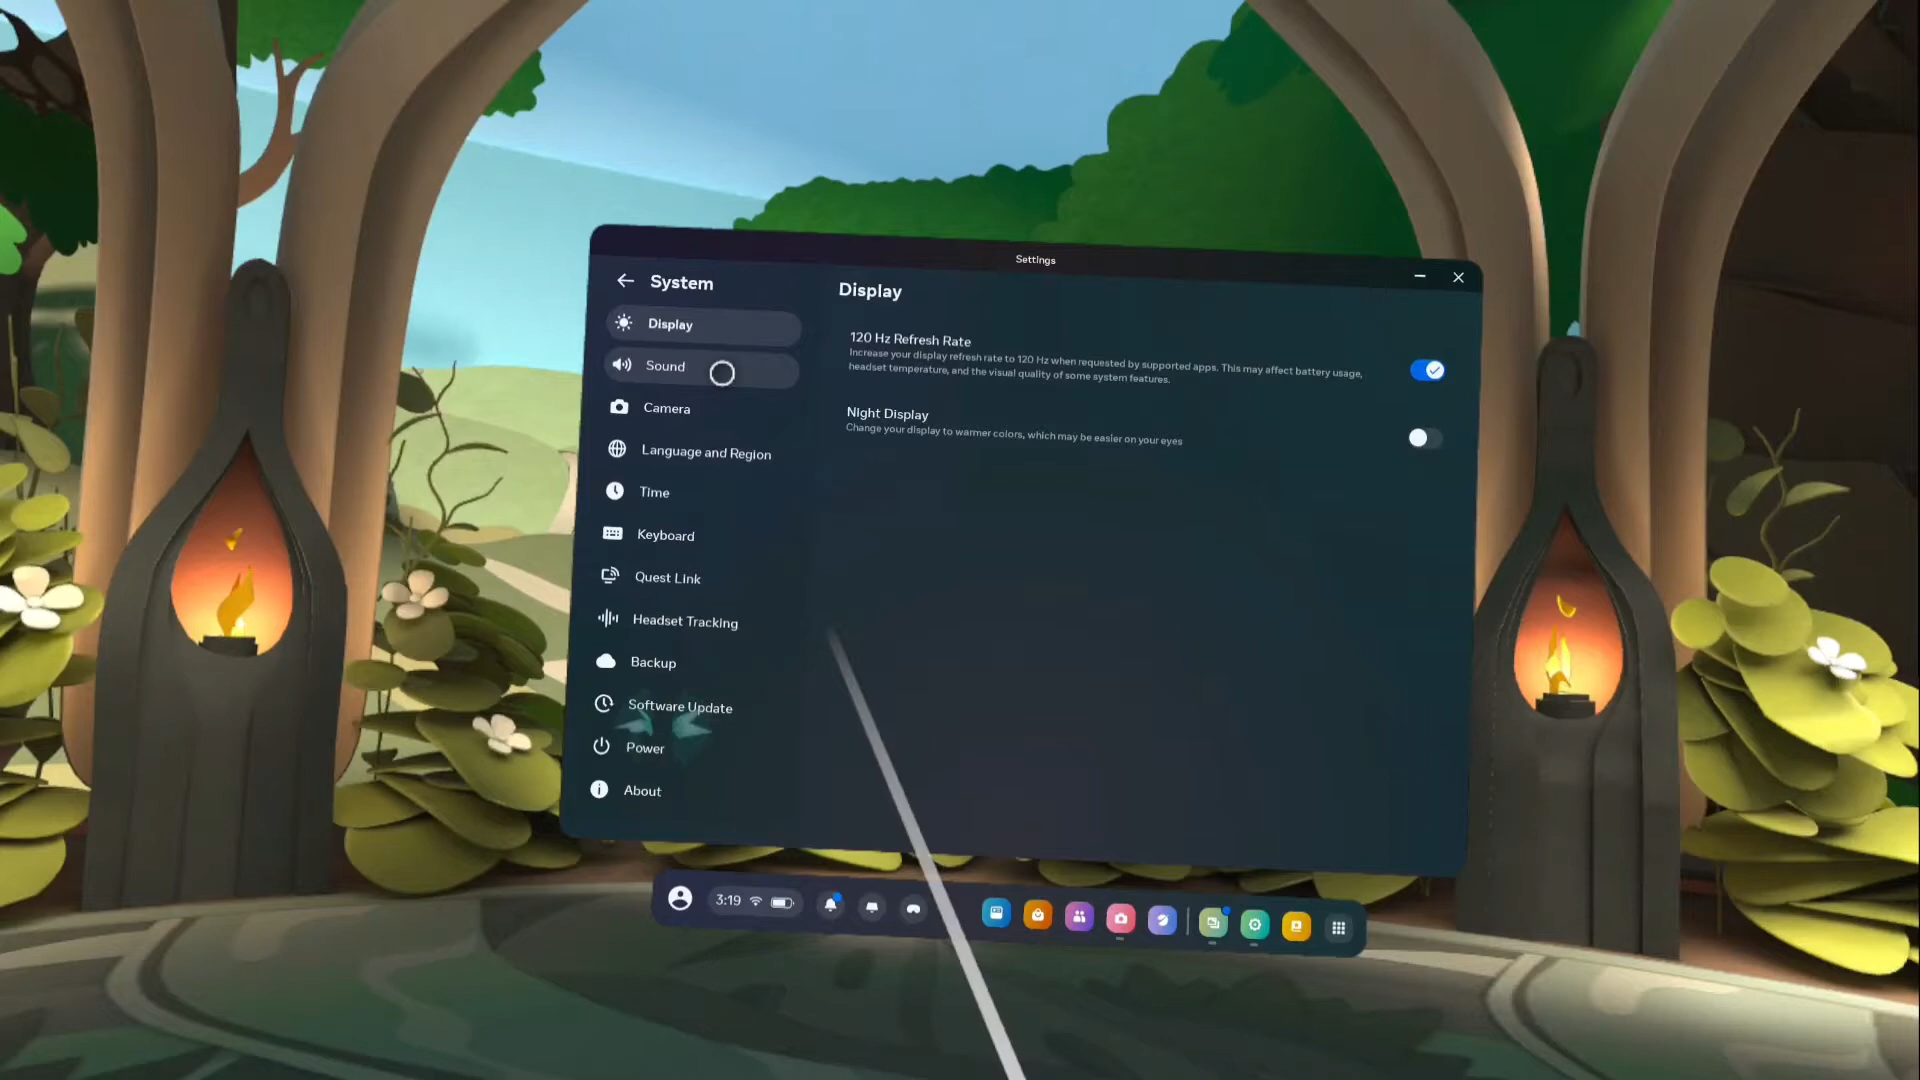 Settings
System
Display
Sound
Camera
Language and Region
Time
Keyboard
Quest Link
Headset Tracking
Backup
Software Update
Power
About
Display
120 Hz Refresh Rate
Increase your display refresh rate to 120 Hz when requested by supported apps. This may affect battery usage,
headset temperature, and the visual quality of some system features.
Night Display
Change your display to warmer colors, which may be easier on your eyes
3:19